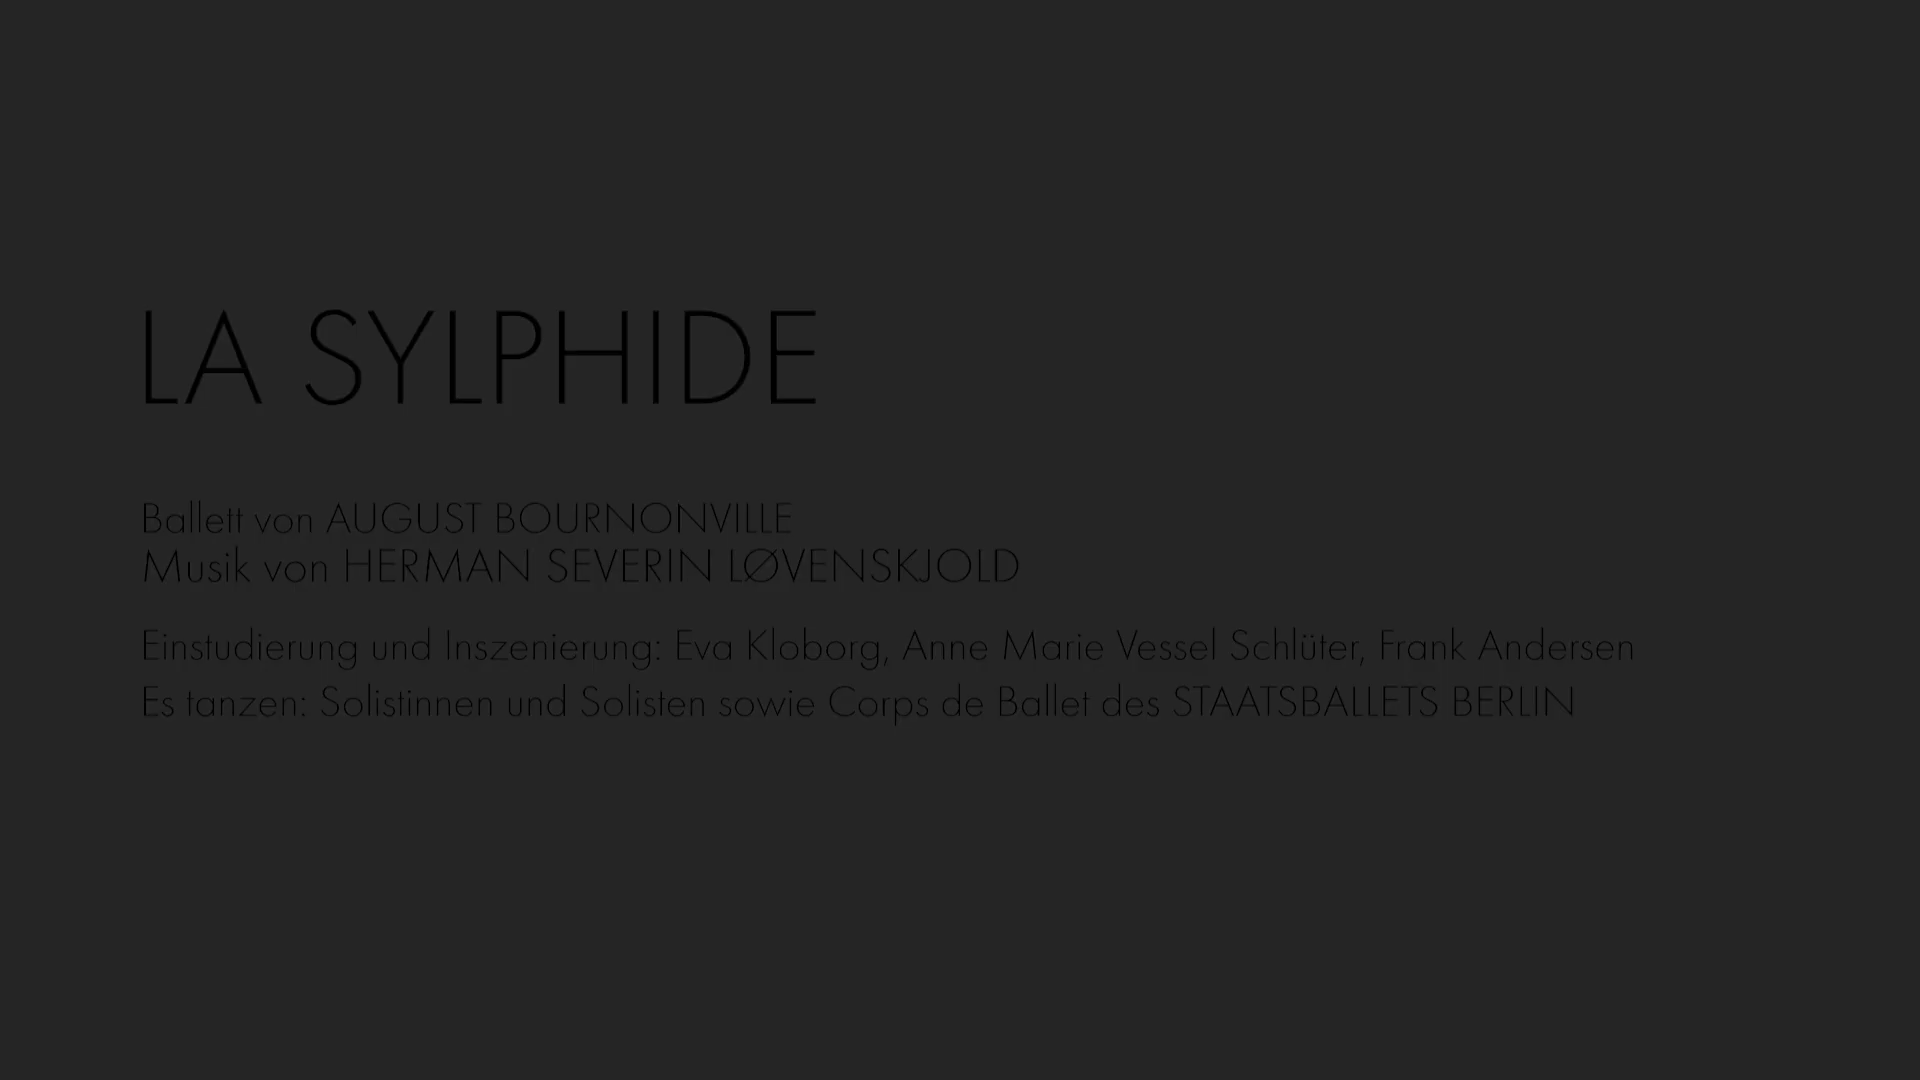 LA SYLPHIDE
Ballett von AUGUST BOURNONVILLE
Musik von HERMAN SEVERIN LØVENSKJOLD
Einstudierung und Inszenierung: Eva Kloborg, Anne Marie Vessel Schlüter, Frank Andersen
Es tanzen: Solistinnen und Solisten sowie Corps de Ballet des STAATSBALLETS BERLIN